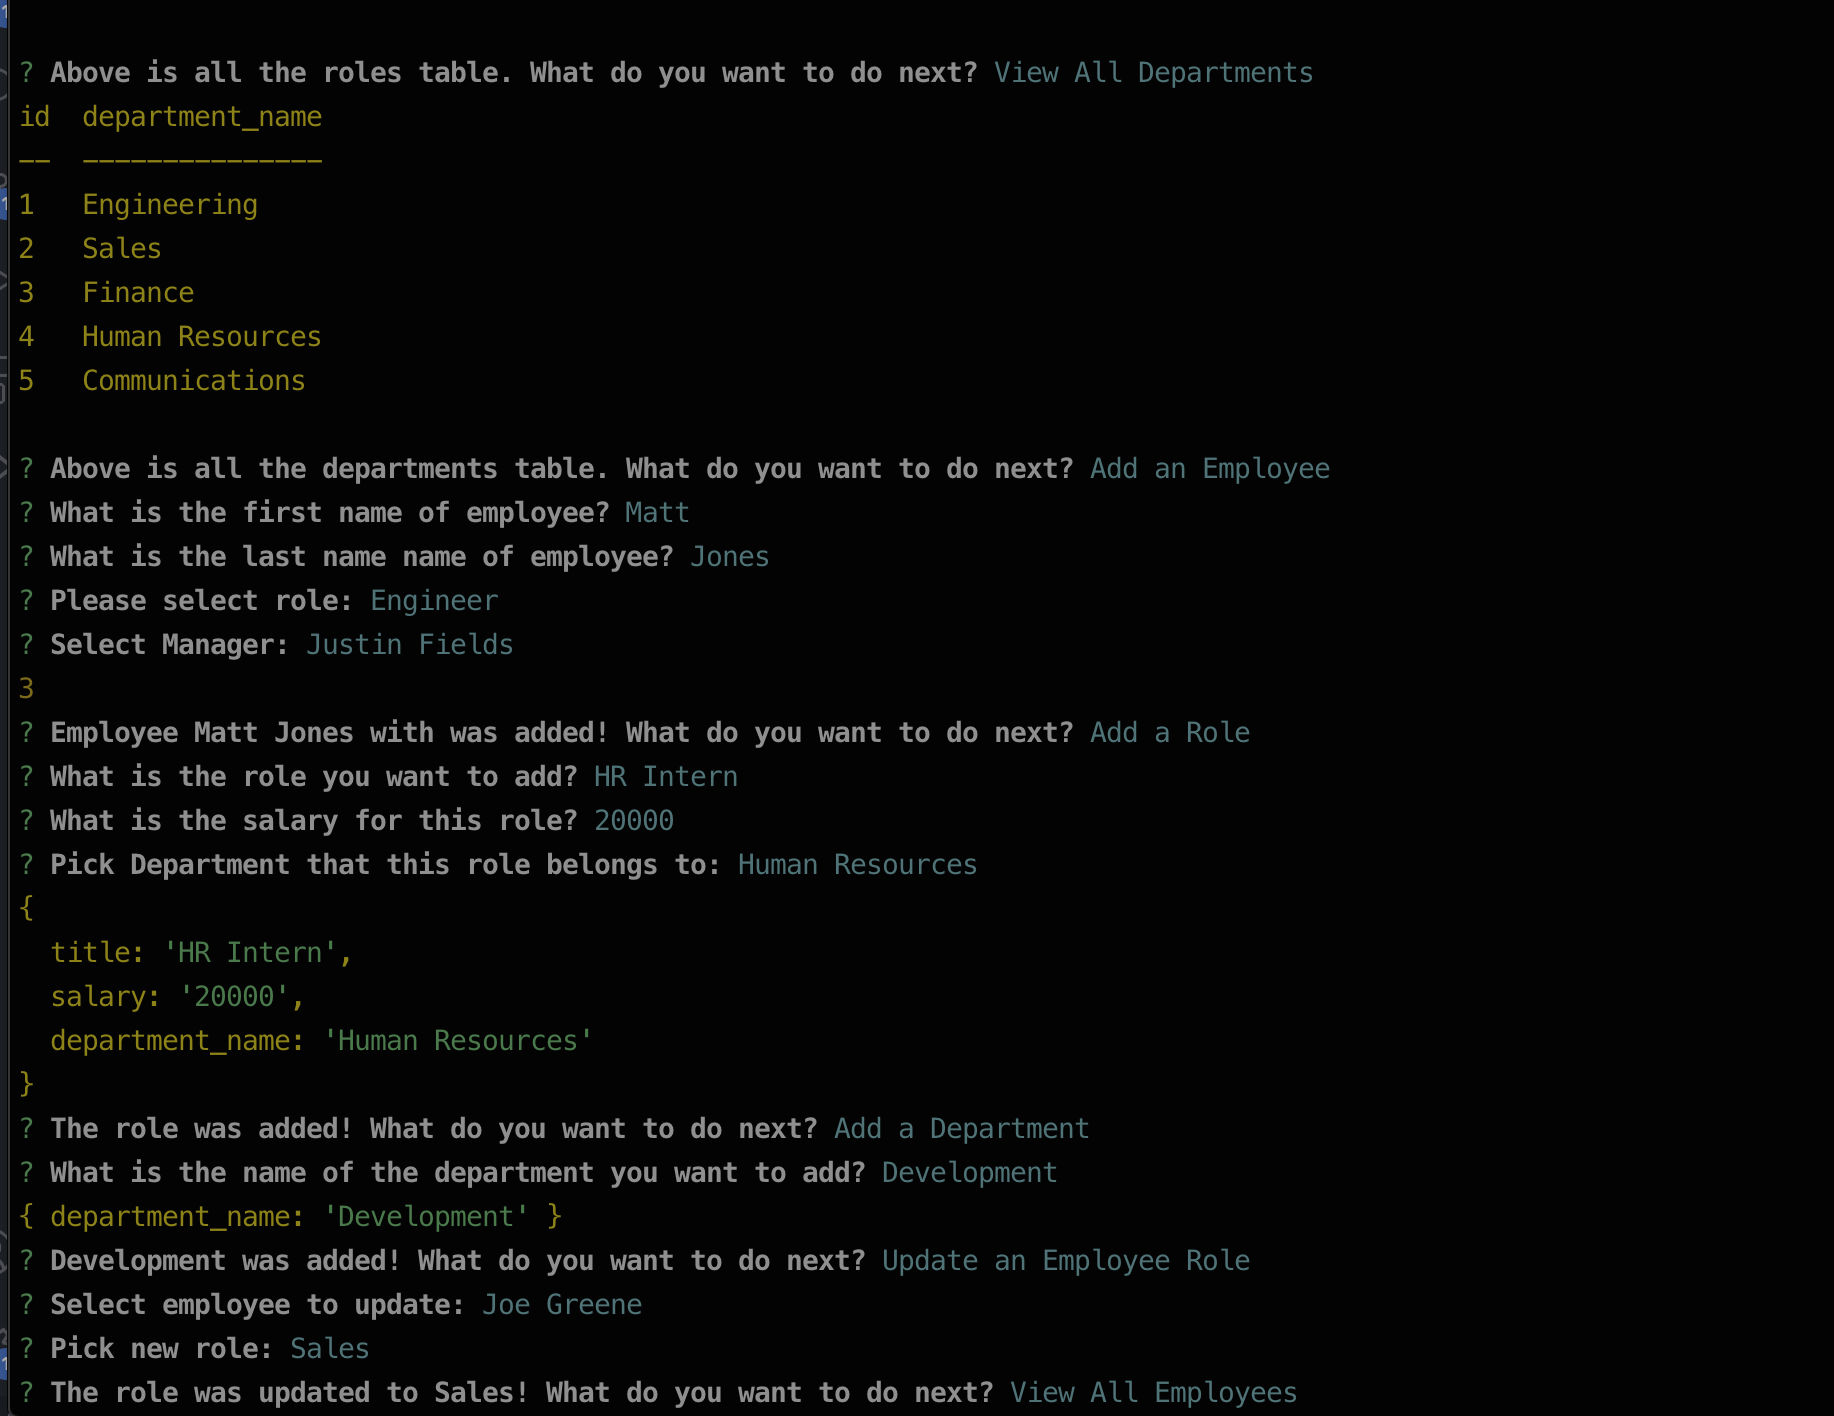 ? Above is all the roles table. What do you want to do next? View All Departments
id  department_name
--  ---------------
1   Engineering
2   Sales
3   Finance
4   Human Resources
5   Communications
? Above is all the departments table. What do you want to do next? Add an Employee
? What is the first name of employee? Matt
? What is the last name name of employee? Jones
? Please select role: Engineer
? Select Manager: Justin Fields
3
? Employee Matt Jones with was added! What do you want to do next? Add a Role
? What is the role you want to add? HR Intern
? What is the salary for this role? 20000
? Pick Department that this role belongs to: Human Resources
{
  title: 'HR Intern',
  salary: '20000',
  department_name: 'Human Resources'
}
? The role was added! What do you want to do next? Add a Department
? What is the name of the department you want to add? Development
{ department_name: 'Development' }
? Development was added! What do you want to do next? Update an Employee Role
? Select employee to update: Joe Greene
? Pick new role: Sales
? The role was updated to Sales! What do you want to do next? View All Employees